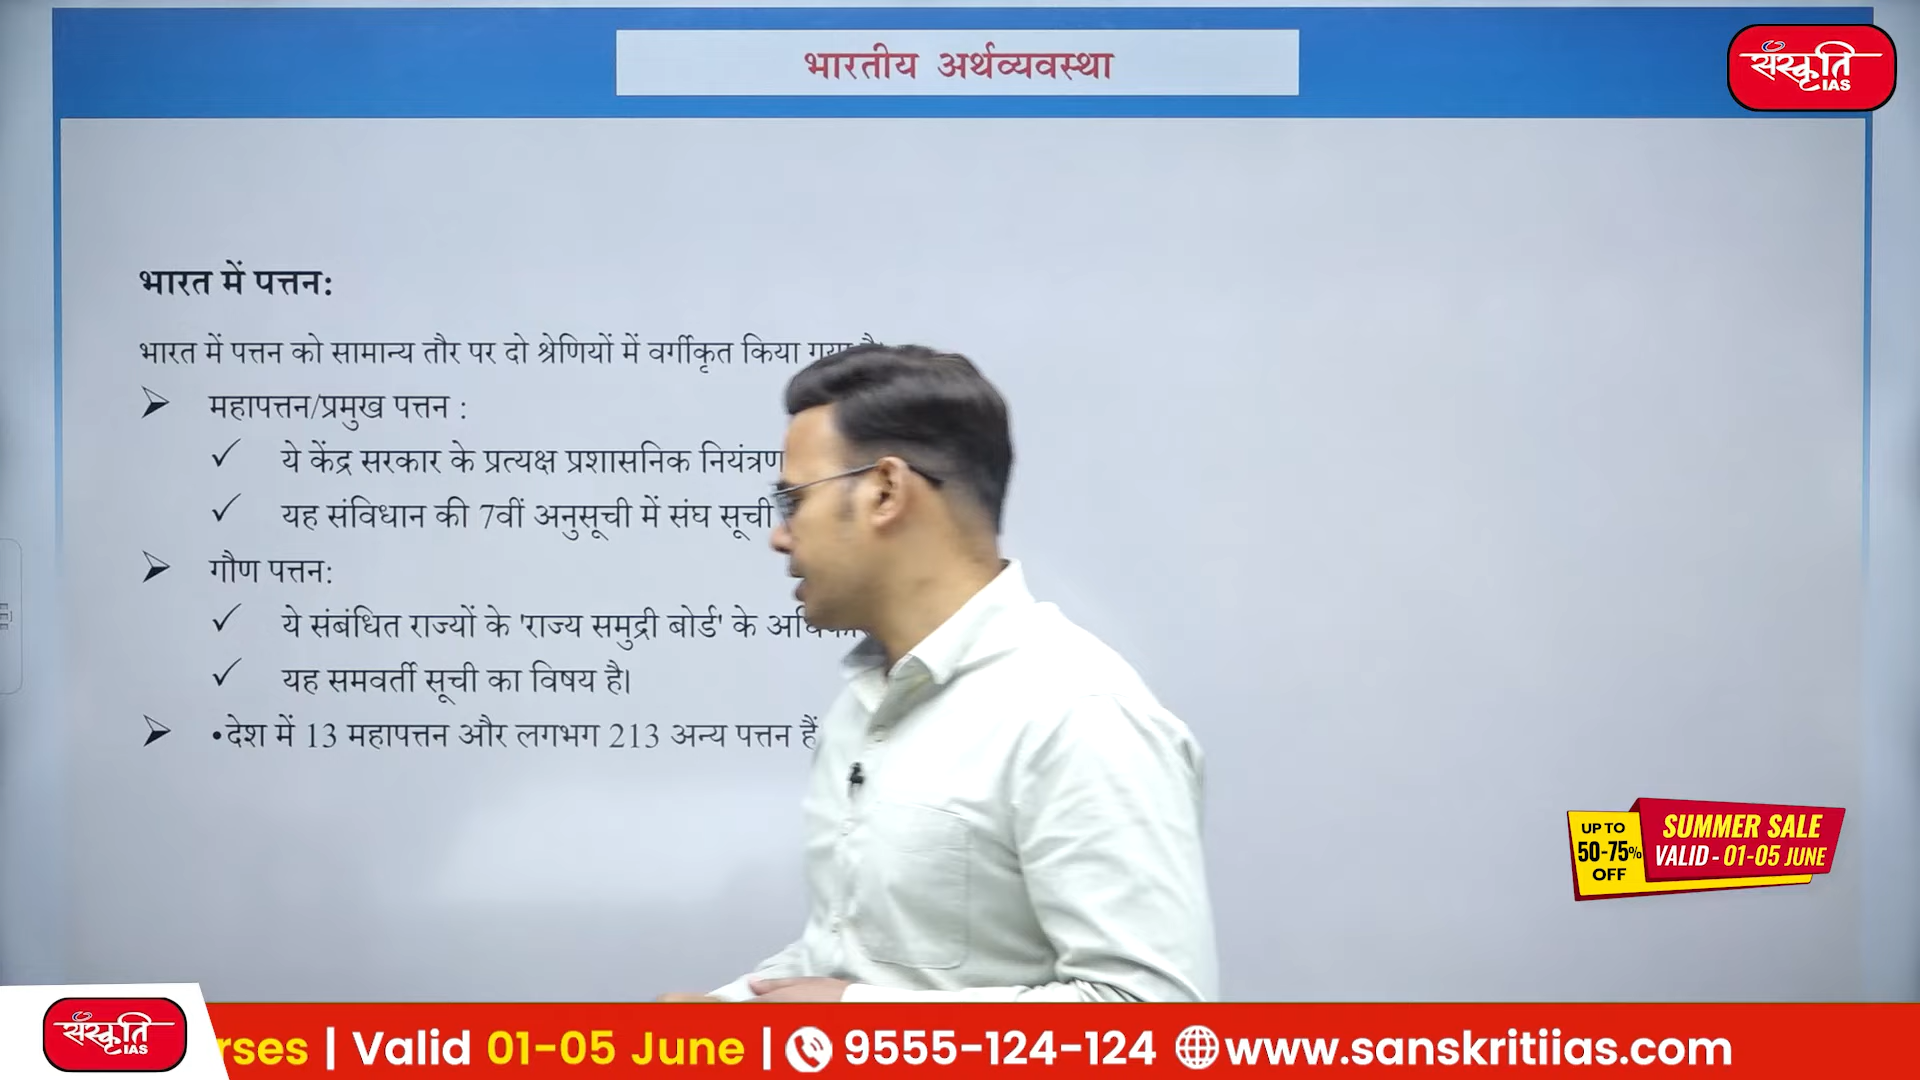 भारतीय अर्थव्यवस्था
संस्कृति
IAS
भारत में पत्तन:
भारत में पत्तन को सामान्य तौर पर दो श्रेणियों में वर्गीकृत किया गया है।
➢ महापत्तन/प्रमुख पत्तन :
✓ ये केंद्र सरकार के प्रत्यक्ष प्रशासनिक नियंत्रण
✓ यह संविधान की 7वीं अनुसूची में संघ सूची
➢ गौण पत्तन:
✓ ये संबंधित राज्यों के 'राज्य समुद्री बोर्ड' के
✓ यह समवर्ती सूची का विषय है।
➢ •देश में 13 महापत्तन और लगभग 213 अन्य पत्तन हैं
UP TO
50-75%
OFF
SUMMER SALE
VALID - 01-05 JUNE
संस्कृति
IAS
rses | Valid 01-05 June | 9555-124-124 www.sanskritiias.com